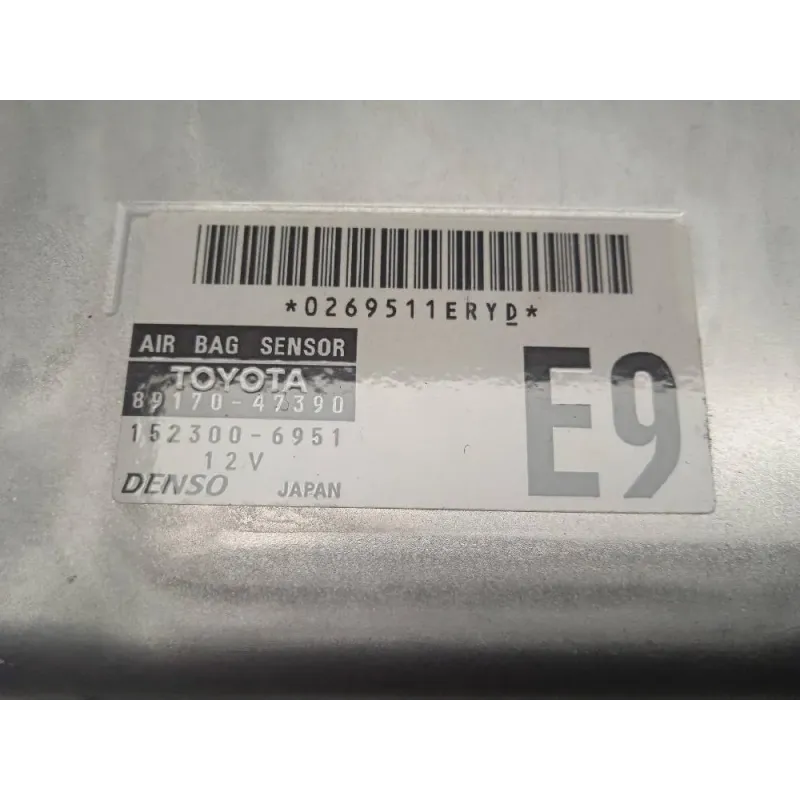 *0269511ERYD*
AIR BAG SENSOR
TOYOTA
89170-47390
152300-6951
12V
DENSO JAPAN
E9